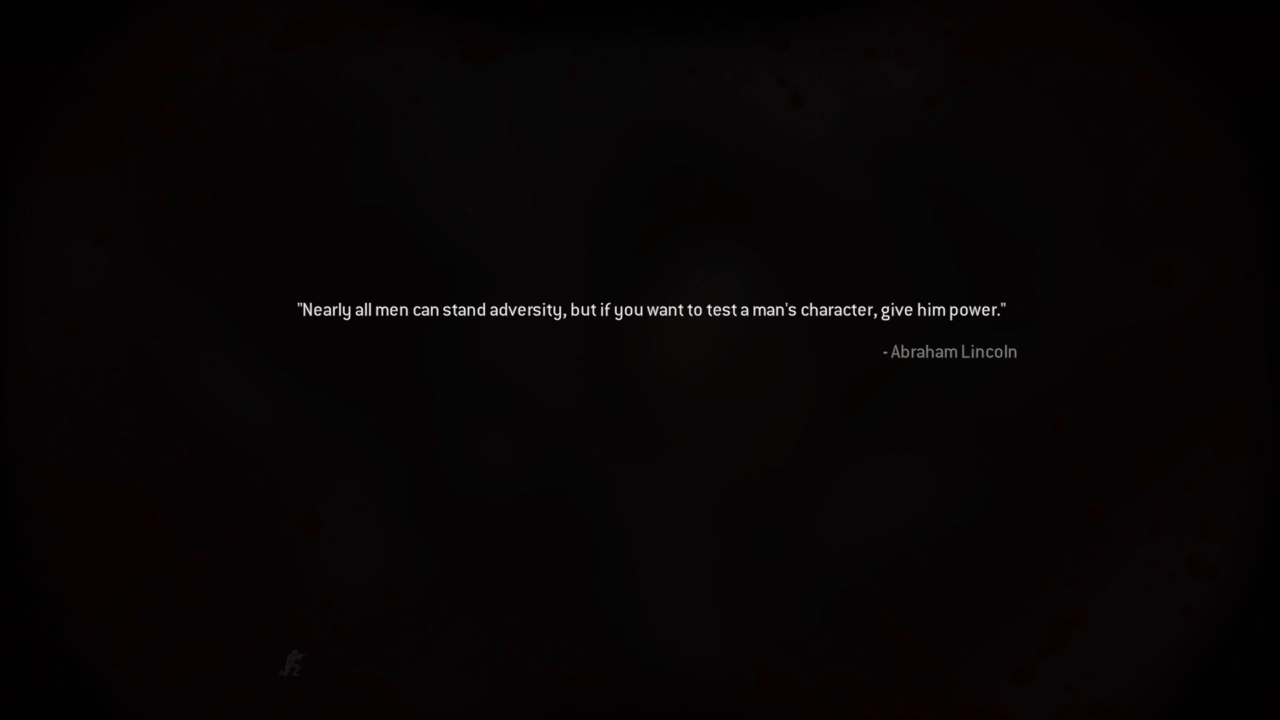 "Nearly all men can stand adversity, but if you want to test a man's character, give him power."
- Abraham Lincoln